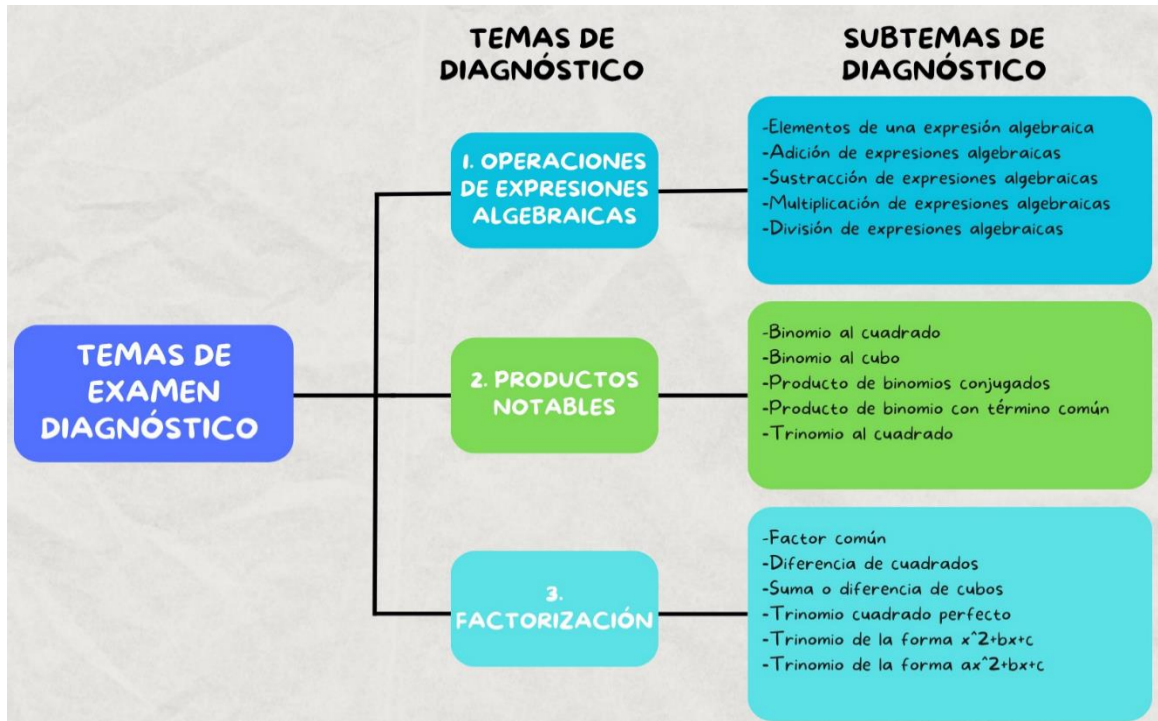 TEMAS DE
DIAGNÓSTICO
SUBTEMAS DE
DIAGNÓSTICO
TEMAS DE
EXAMEN
DIAGNÓSTICO
1. OPERACIONES
DE EXPRESIONES
ALGEBRAICAS
-Elementos de una expresión algebraica
-Adición de expresiones algebraicas
-Sustracción de expresiones algebraicas
-Multiplicación de expresiones algebraicas
-División de expresiones algebraicas
2. PRODUCTOS
NOTABLES
-Binomio al cuadrado
-Binomio al cubo
-Producto de binomios conjugados
-Producto de binomio con término común
-Trinomio al cuadrado
3.
FACTORIZACIÓN
-Factor común
-Diferencia de cuadrados
-Suma o diferencia de cubos
-Trinomio cuadrado perfecto
-Trinomio de la forma x^2+bx+c
-Trinomio de la forma ax^2+bx+c